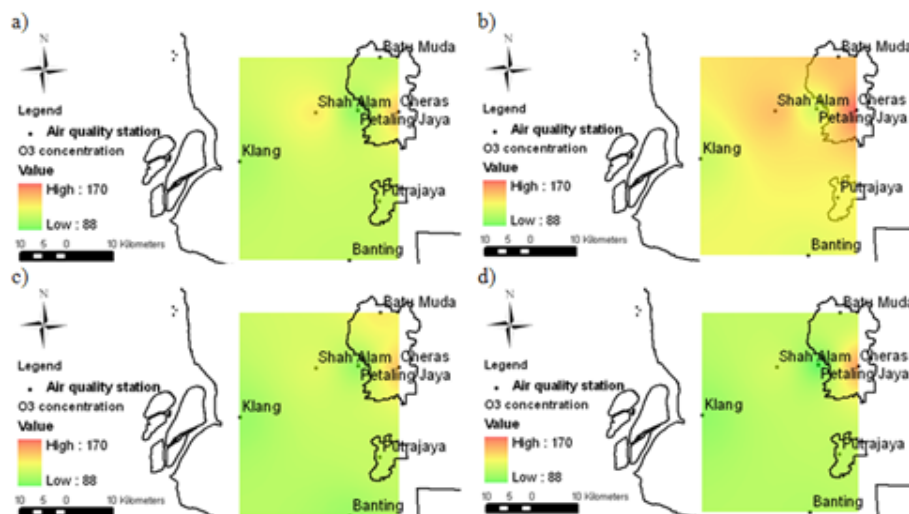 a)
N
Batu Muda
Legend
Shah Alam Cheras
• Air quality station
Petaling Jaya
O3 concentration
Klang
Value
High : 170
Putrajaya
Low : 88
10 5 0 10 Kilometers
Banting
b)
N
Batu Muda
Legend
Shah Alam Cheras
• Air quality station
Petaling Jaya
O3 concentration
Klang
Value
High : 170
Putrajaya
Low : 88
10 5 0 10 Kilometers
Banting
c)
N
Batu Muda
Legend
Shah Alam Cheras
• Air quality station
Petaling Jaya
O3 concentration
Klang
Value
High : 170
Putrajaya
Low : 88
10 5 0 10 Kilometers
Banting
d)
N
Batu Muda
Legend
Shah Alam Cheras
• Air quality station
Petaling Jaya
O3 concentration
Klang
Value
High : 170
Putrajaya
Low : 88
10 5 0 10 Kilometers
Banting